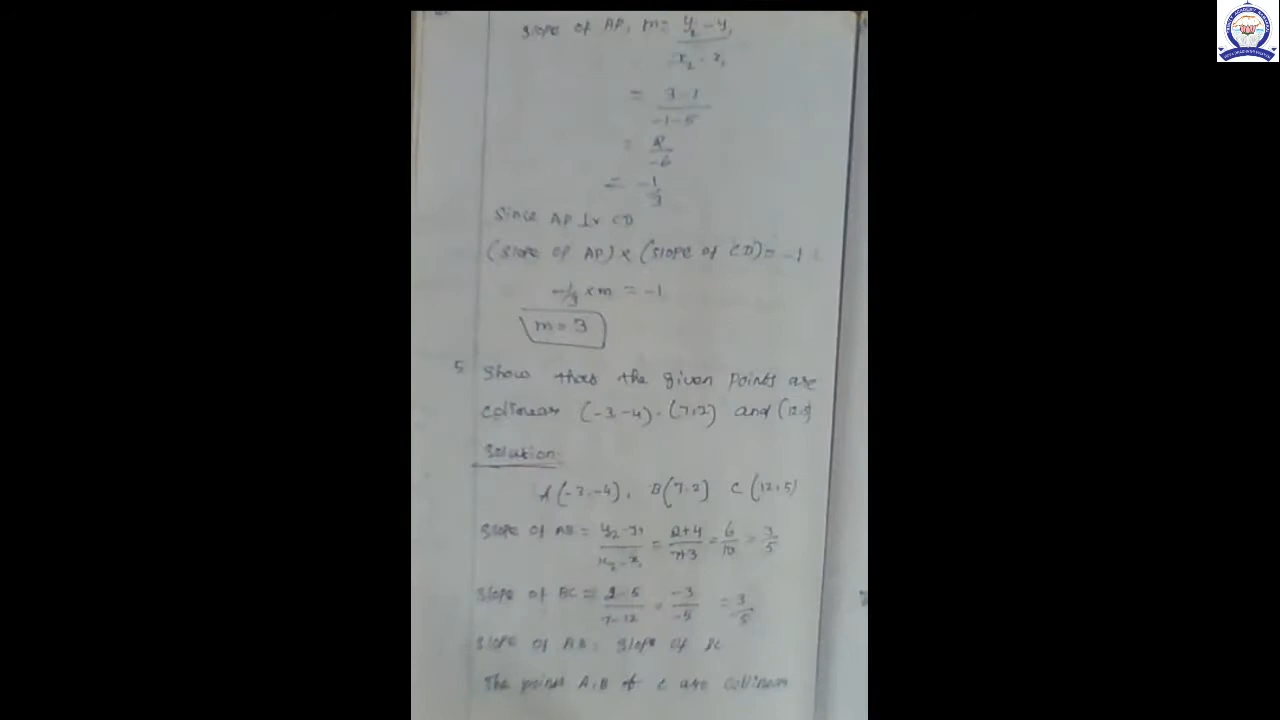 Slope of AP, m = y₂ - y₁ / x₂ - x₁
= 3-1 / -1-5
= 2 / -6
= -1/3
Since AP ⊥r CD
(Slope of AP) x (Slope of CD) = -1
-1/3 x m = -1
m = 3
5 Show that the given points are
collinear (-3,-4), (7,2) and (12,5)
Solution:
A(-3,-4), B(7,2) C(12,5)
Slope of AB = y₂-y₁ / x₂-x₁ = 2+4 / 7+3 = 6/10 = 3/5
Slope of BC = 2-5 / 7-12 = -3/-5 = 3/5
Slope of AB = Slope of BC
The points A, B & C are collinear